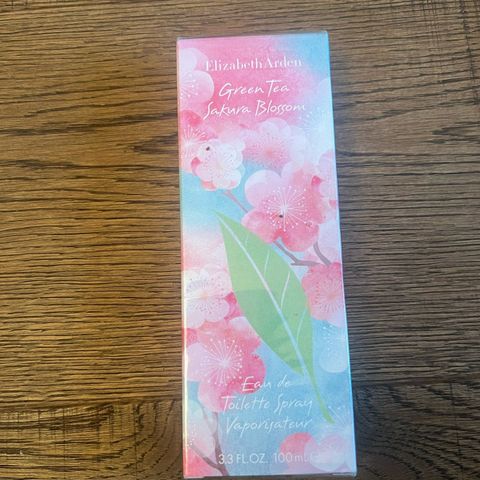 Elizabeth Arden
Green Tea
Sakura Blossom
Eau de
Toilette Spray
Vaporisateur
3.3 FL.OZ. 100 mL